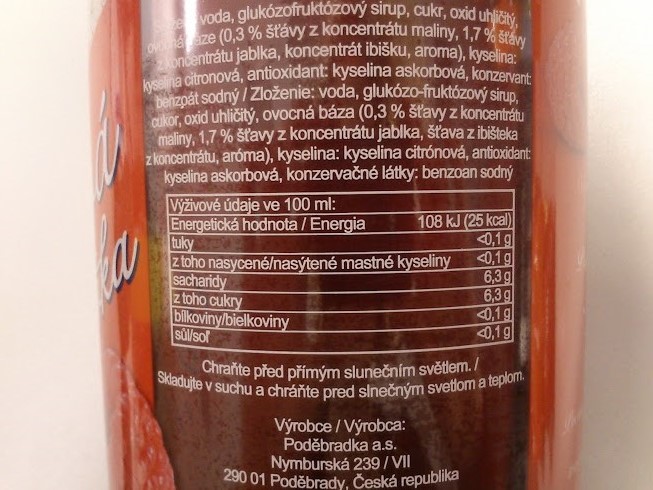 voda, glukózofruktózový sirup, cukr, oxid uhličitý,
ovocná báze (0,3 % šťávy z koncentrátu maliny, 1,7 % šťávy
z koncentrátu jablka, koncentrát ibišku, aroma), kyselina:
kyselina citronová, antioxidant: kyselina askorbová, konzervant:
benzoát sodný / Zloženie: voda, glukózo-fruktózový sirup,
cukor, oxid uhličitý, ovocná báza (0,3 % šťavy z koncentrátu
maliny, 1,7 % šťavy z koncentrátu jablka, šťava z ibišteka
z koncentrátu, aróma), kyselina: kyselina citrónová, antioxidant:
kyselina askorbová, konzervačné látky: benzoan sodný
Výživové údaje ve 100 ml:
Energetická hodnota / Energia 108 kJ (25 kcal)
tuky <0,1 g
z toho nasycené/nasýtené mastné kyseliny <0,1 g
sacharidy 6,3 g
z toho cukry 6,3 g
bílkoviny/bielkoviny <0,1 g
sůl/soľ <0,1 g
Chraňte před přímým slunečním světlem. /
Skladujte v suchu a chráňte pred slnečným svetlom a teplom.
Výrobce / Výrobca:
Poděbradka a.s.
Nymburská 239 / VII
290 01 Poděbrady, Česká republika